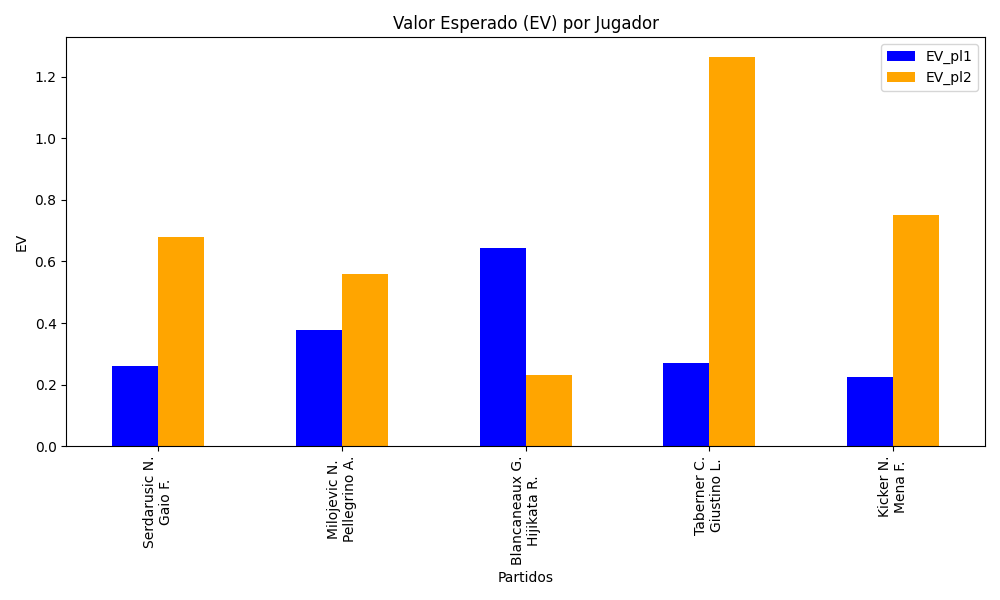 Valor Esperado (EV) por Jugador
EV_pl1
EV_pl2
EV
1.2
1.0
0.8
0.6
0.4
0.2
0.0
Serdarusic N.
Gaio F.
Milojevic N.
Pellegrino A.
Blancaneaux G.
Hijikata R.
Taberner C.
Giustino L.
Kicker N.
Mena F.
Partidos